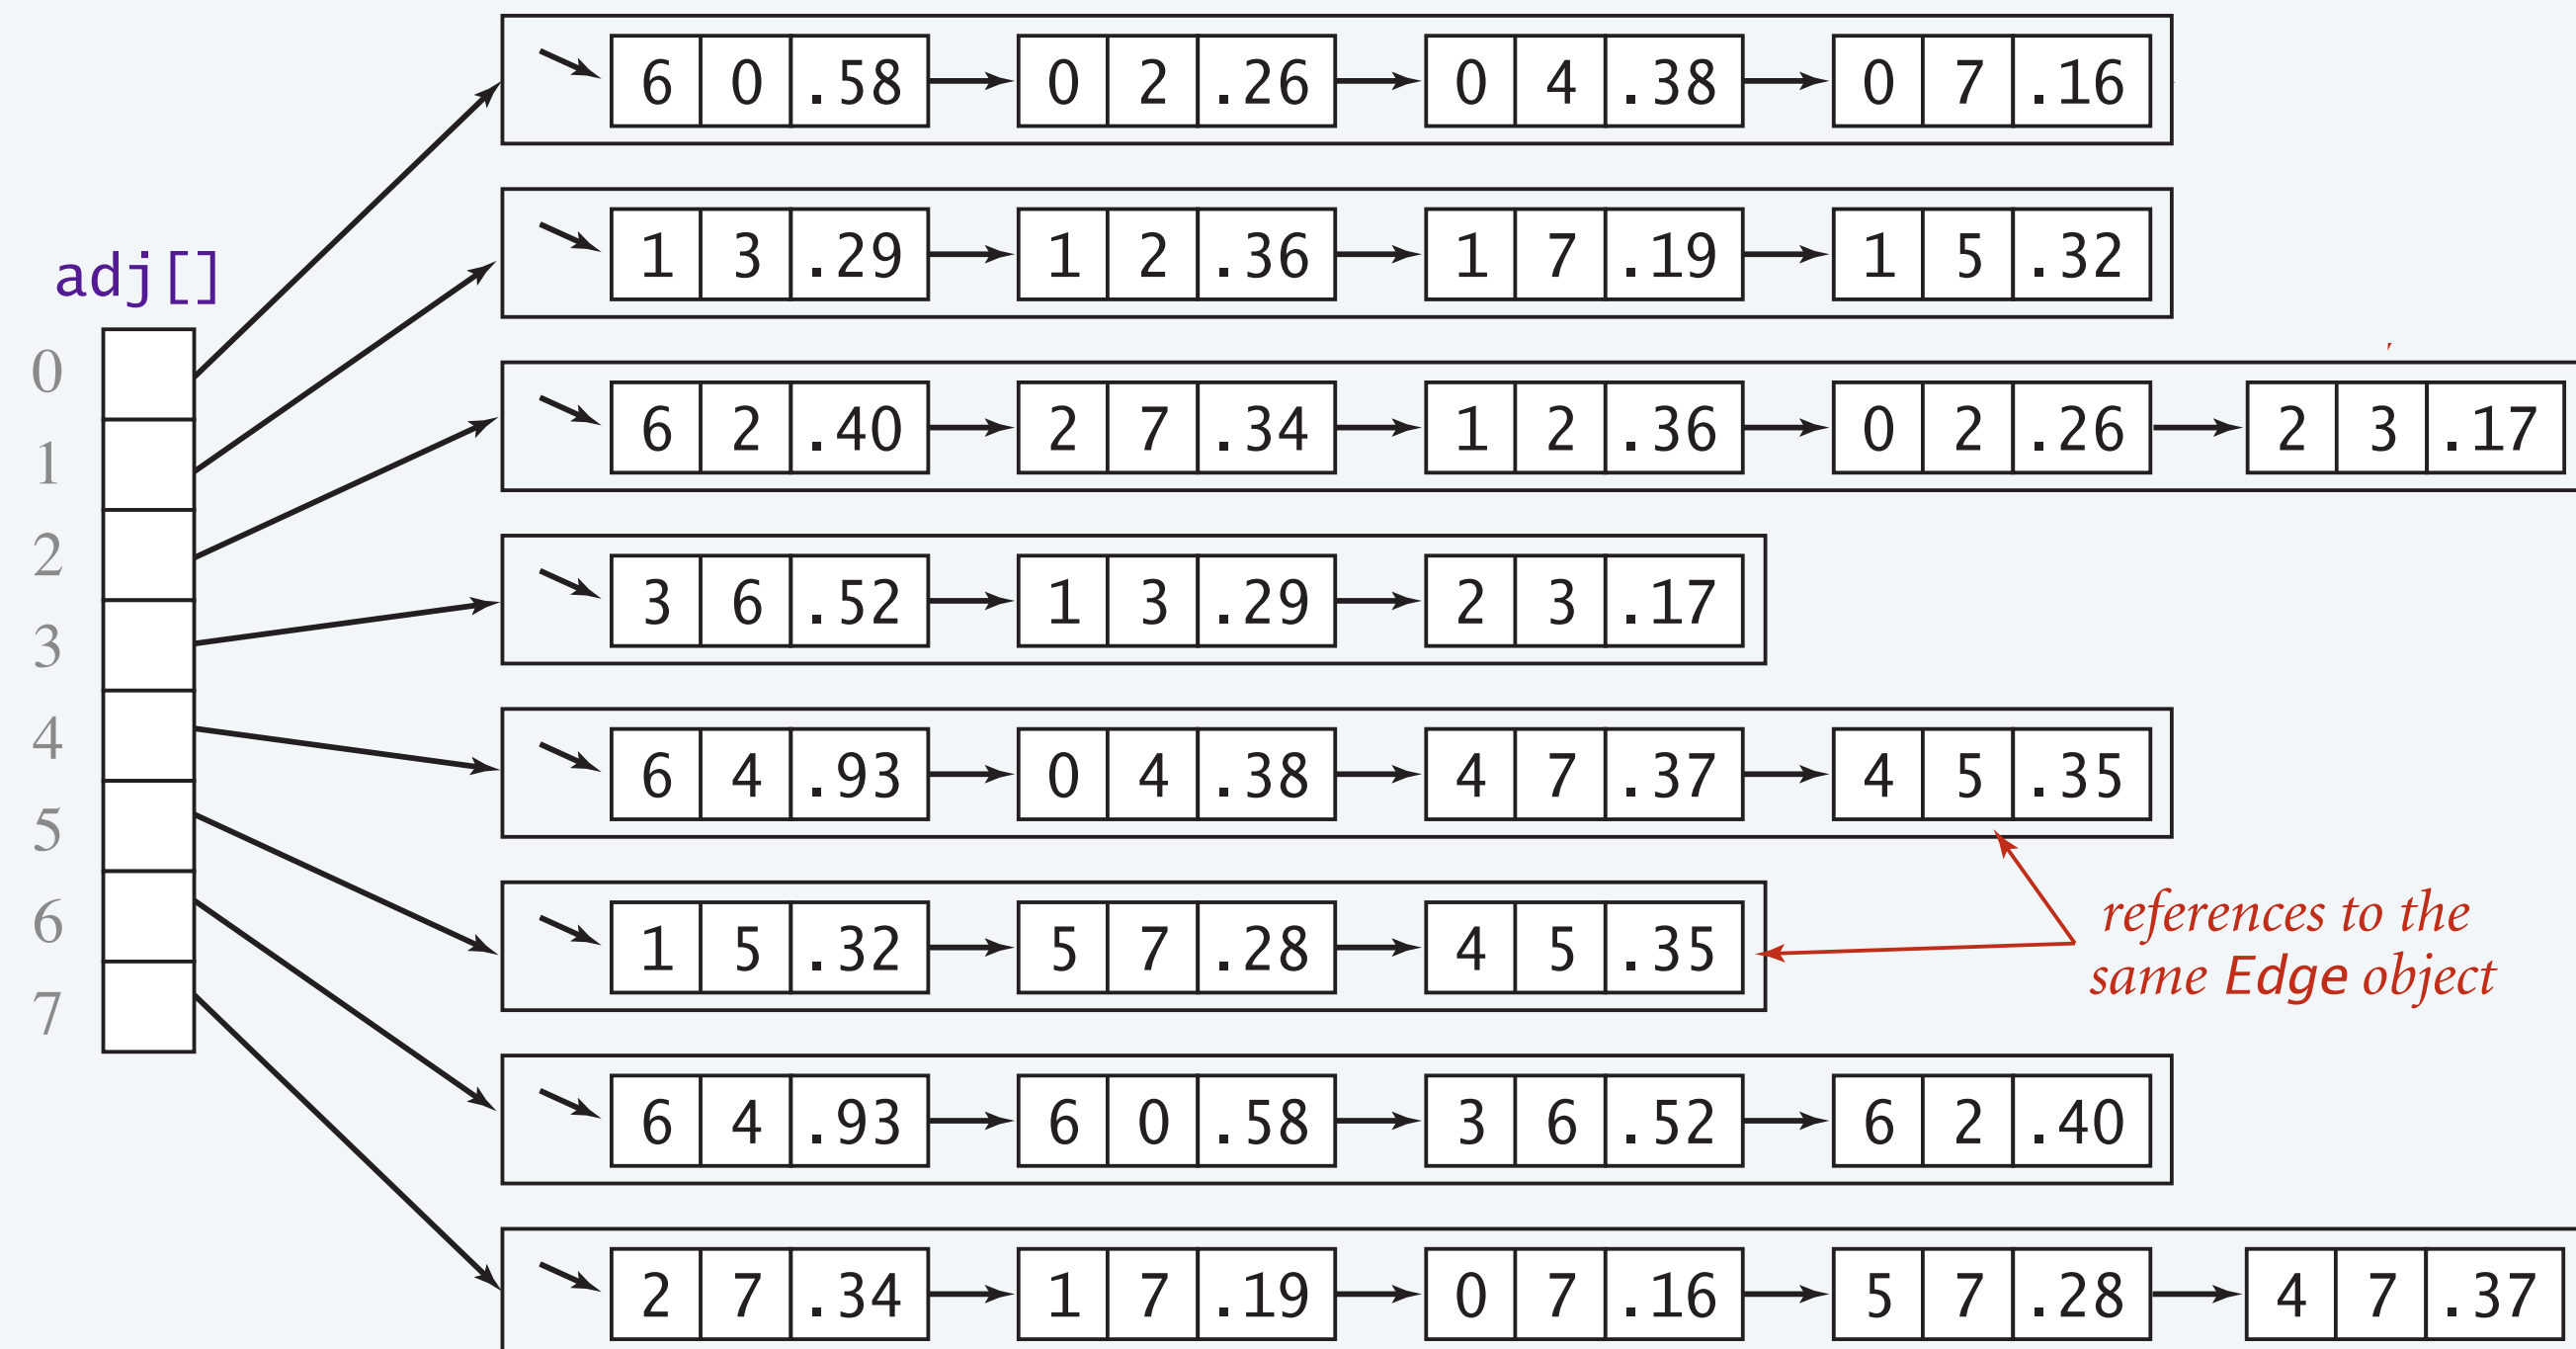 6 0 .58 0 2 .26 0 4 .38 0 7 .16
1 3 .29 1 2 .36 1 7 .19 1 5 .32
adj[]
0
6 2 .40 2 7 .34 1 2 .36 0 2 .26 2 3 .17
1
2
3 6 .52 1 3 .29 2 3 .17
3
4
6 4 .93 0 4 .38 4 7 .37 4 5 .35
5
6
1 5 .32 5 7 .28 4 5 .35
references to the
same Edge object
7
6 4 .93 6 0 .58 3 6 .52 6 2 .40
2 7 .34 1 7 .19 0 7 .16 5 7 .28 4 7 .37